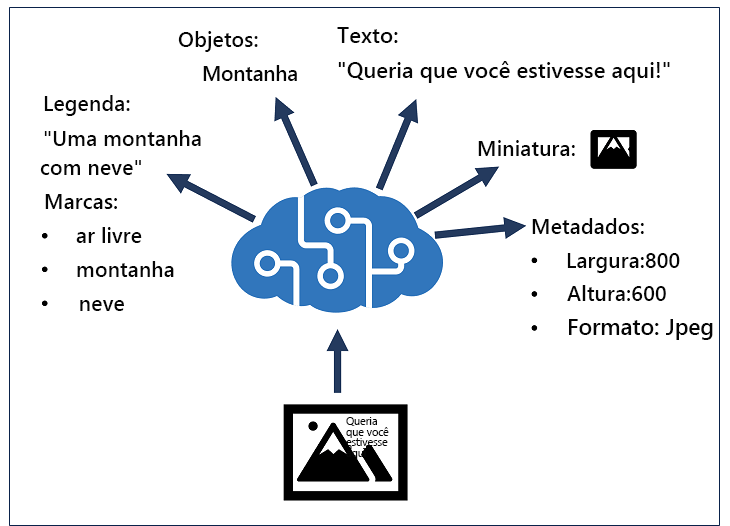 Objetos:
Montanha
Texto:
"Queria que você estivesse aqui!"
Legenda:
"Uma montanha
com neve"
Marcas:
• ar livre
• montanha
• neve
Miniatura:
Metadados:
• Largura:800
• Altura:600
• Formato: Jpeg
Queria
que você
estivesse